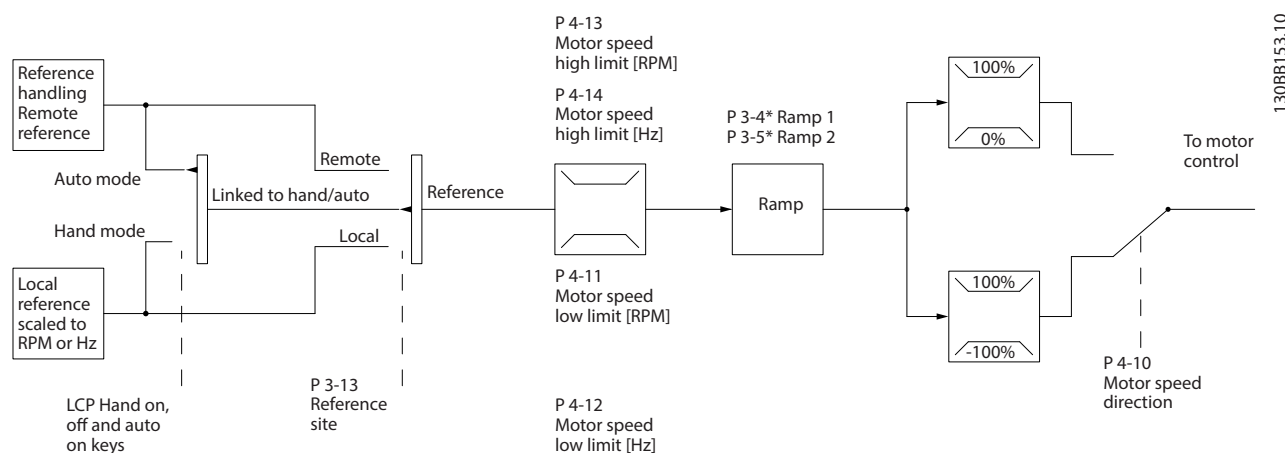 Reference
handling
Remote
reference
Auto mode
Hand mode
Local
reference
scaled to
RPM or Hz
LCP Hand on,
off and auto
on keys
Linked to hand/auto
Remote
Local
P 3-13
Reference
site
Reference
P 4-13
Motor speed
high limit [RPM]
P 4-14
Motor speed
high limit [Hz]
P 4-11
Motor speed
low limit [RPM]
P 4-12
Motor speed
low limit [Hz]
P 3-4* Ramp 1
P 3-5* Ramp 2
Ramp
100%
0%
100%
-100%
To motor
control
P 4-10
Motor speed
direction
130BB153.10